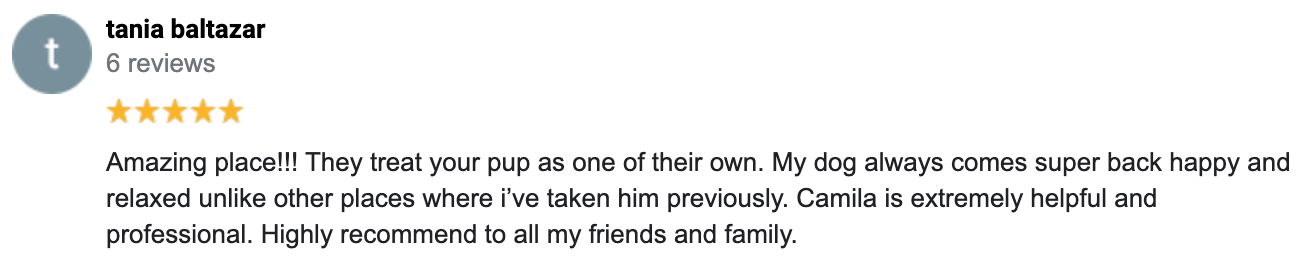 t
tania baltazar
6 reviews
Amazing place!!! They treat your pup as one of their own. My dog always comes super back happy and
relaxed unlike other places where i’ve taken him previously. Camila is extremely helpful and
professional. Highly recommend to all my friends and family.